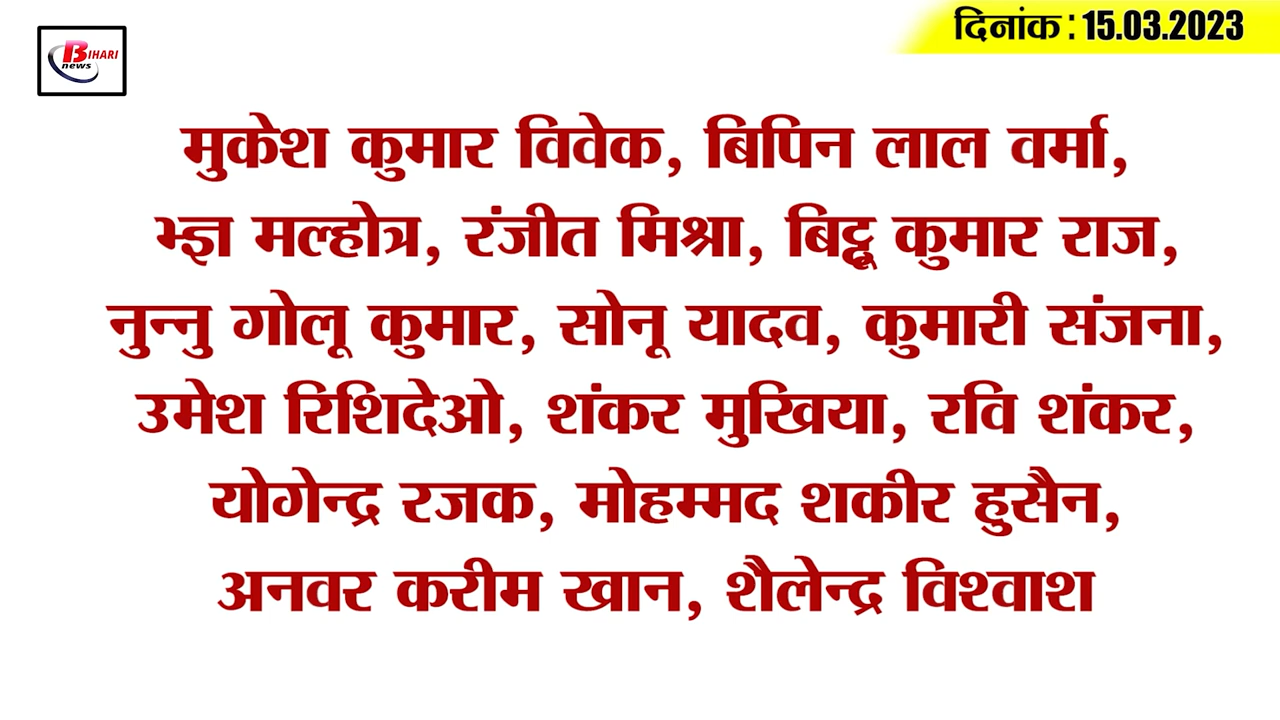 BIHARI
news
दिनांक : 15.03.2023
मुकेश कुमार विवेक, बिपिन लाल वर्मा,
भ्ज्ञ मल्होत्र, रंजीत मिश्रा, बिट्टू कुमार राज,
नुन्नु गोलू कुमार, सोनू यादव, कुमारी संजना,
उमेश रिशिदेओ, शंकर मुखिया, रवि शंकर,
योगेन्द्र रजक, मोहम्मद शकीर हुसैन,
अनवर करीम खान, शैलेन्द्र विश्वाश